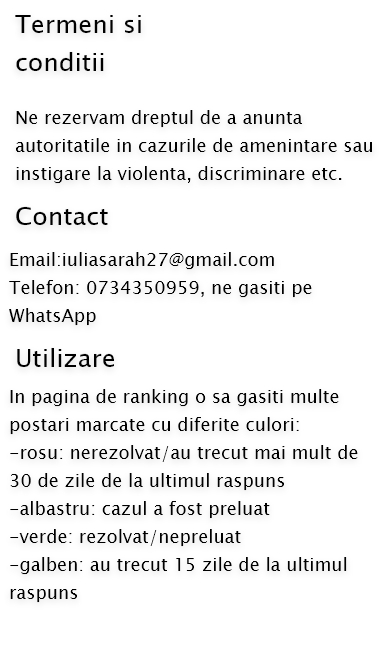 Termeni si
conditii
Ne rezervam dreptul de a anunta
autoritatile in cazurile de amenintare sau
instigare la violenta, discriminare etc.
Contact
Email:iuliasarah27@gmail.com
Telefon: 0734350959, ne gasiti pe
WhatsApp
Utilizare
In pagina de ranking o sa gasiti multe
postari marcate cu diferite culori:
-rosu: nerezolvat/au trecut mai mult de
30 de zile de la ultimul raspuns
-albastru: cazul a fost preluat
-verde: rezolvat/nepreluat
-galben: au trecut 15 zile de la ultimul
raspuns